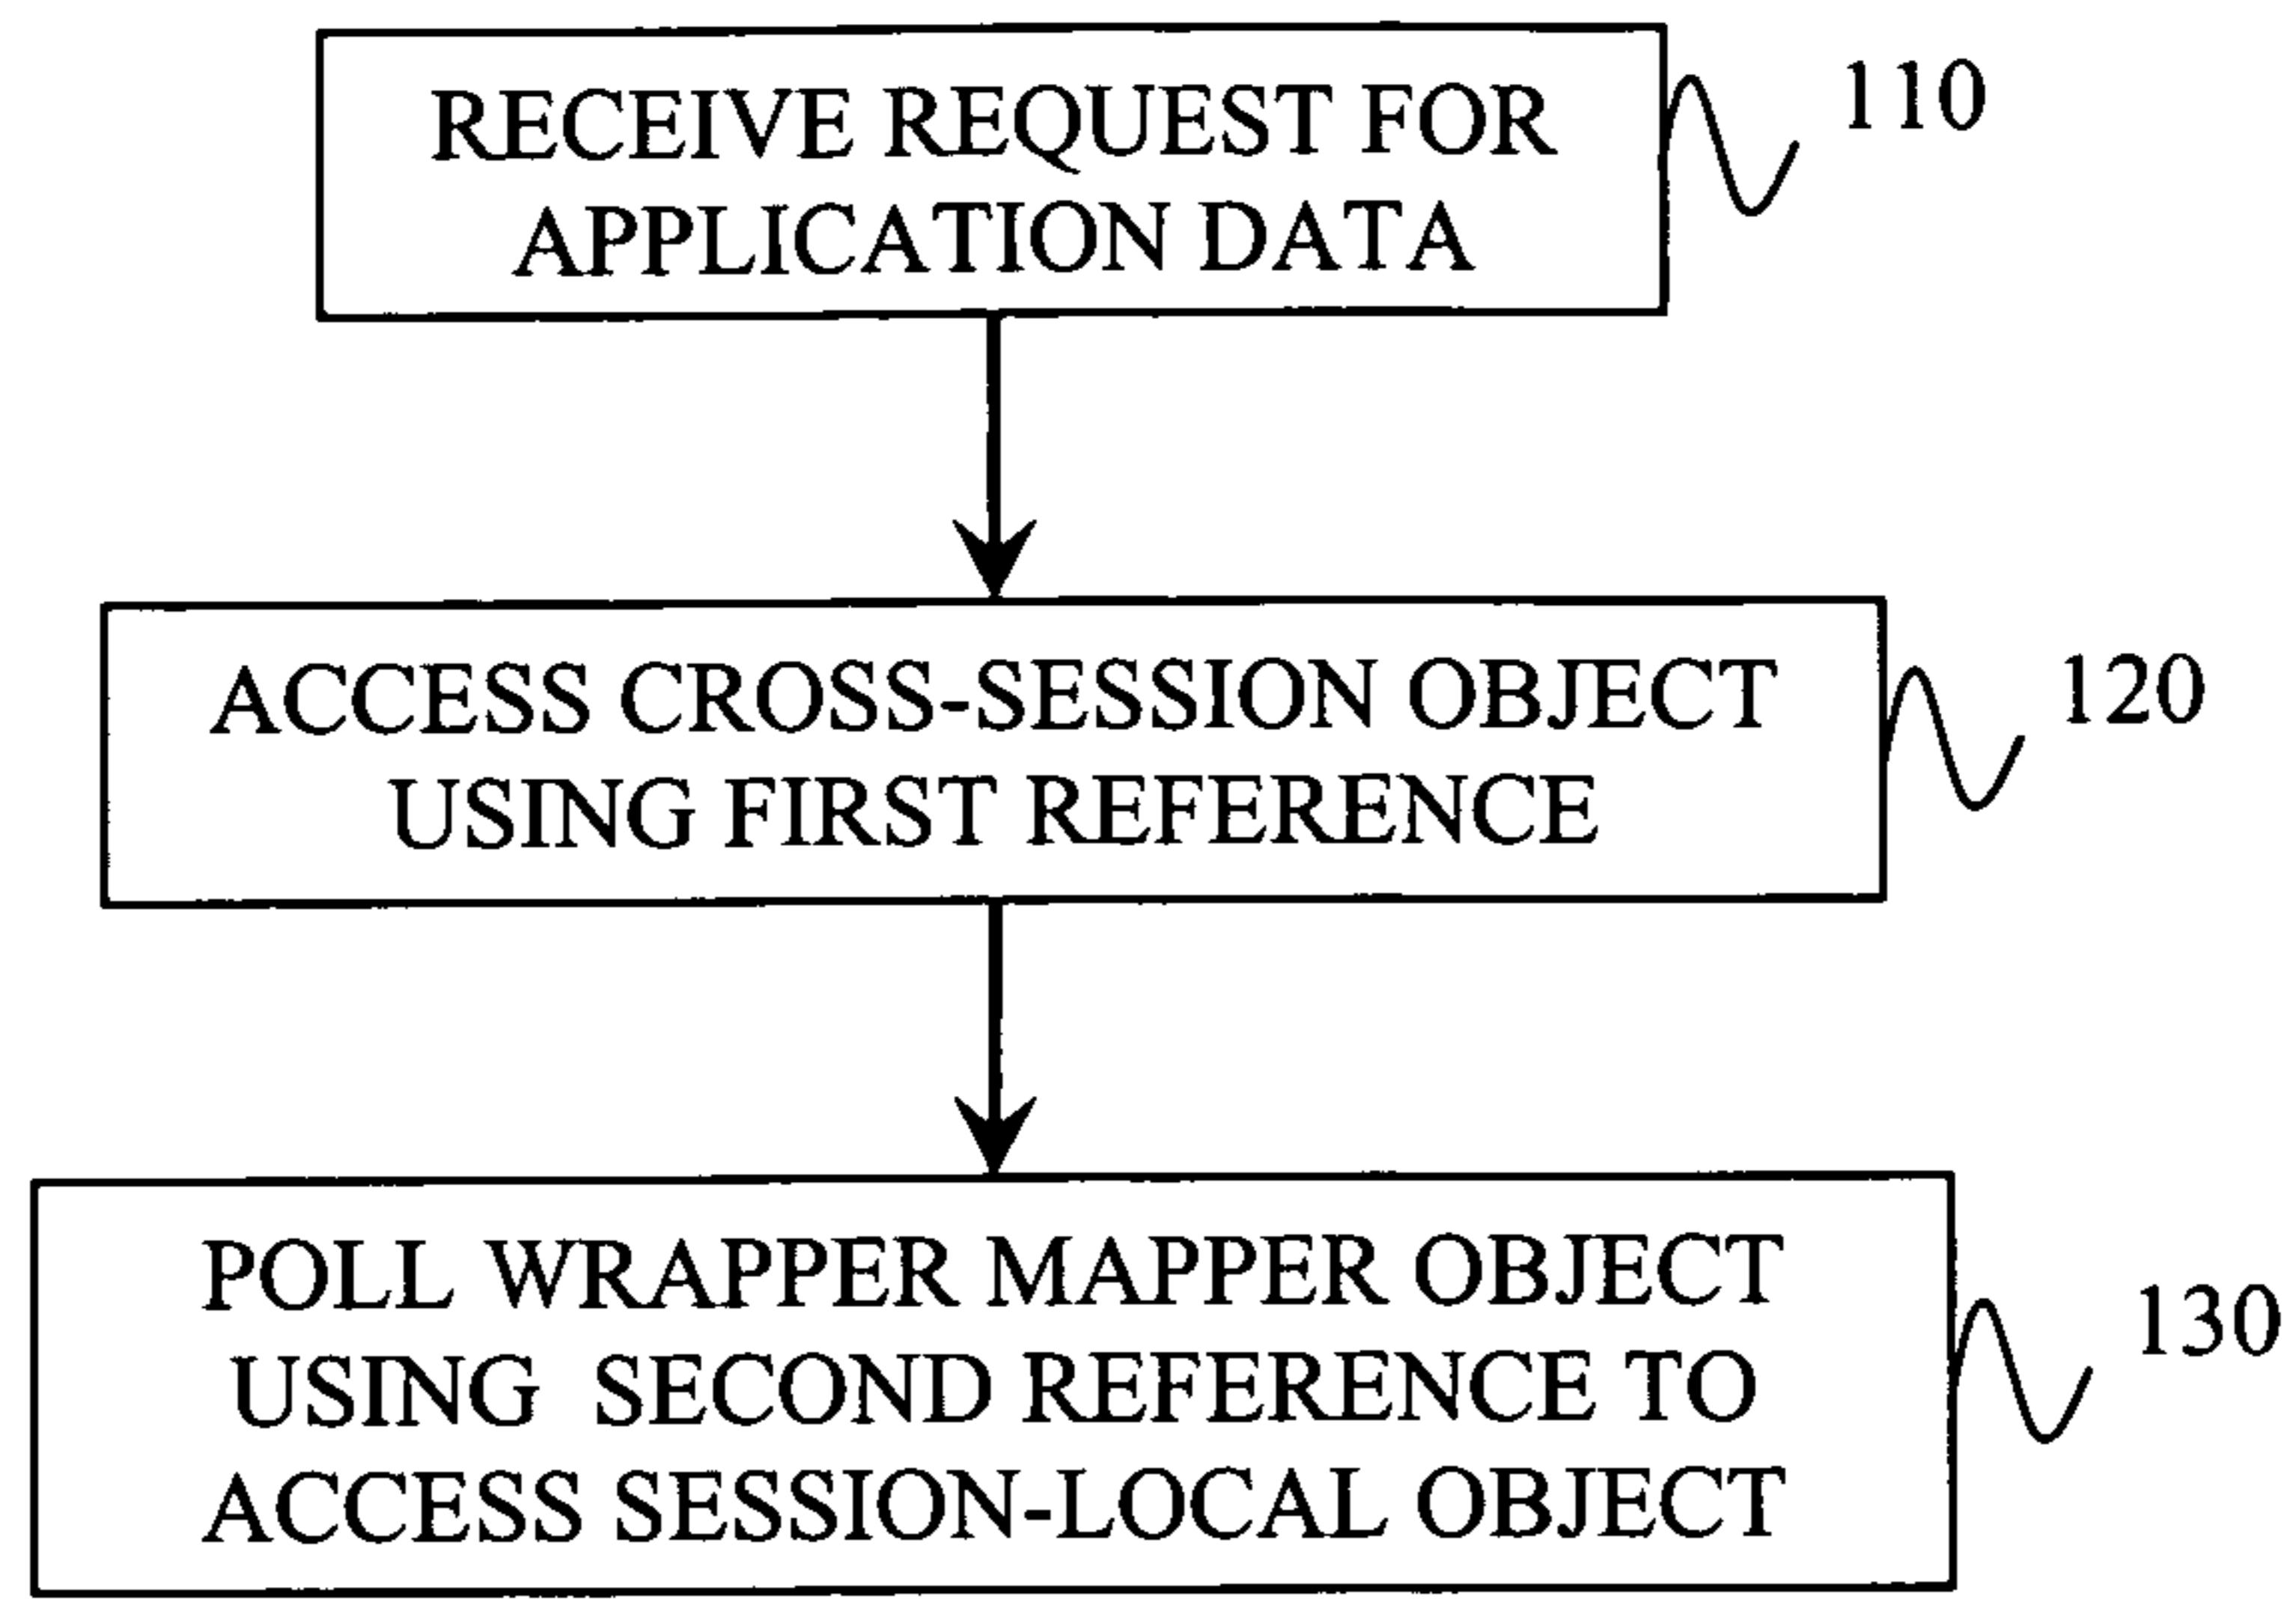 RECEIVE REQUEST FOR
APPLICATION DATA
110
ACCESS CROSS-SESSION OBJECT
USING FIRST REFERENCE
120
POLL WRAPPER MAPPER OBJECT
USING SECOND REFERENCE TO
ACCESS SESSION-LOCAL OBJECT
130